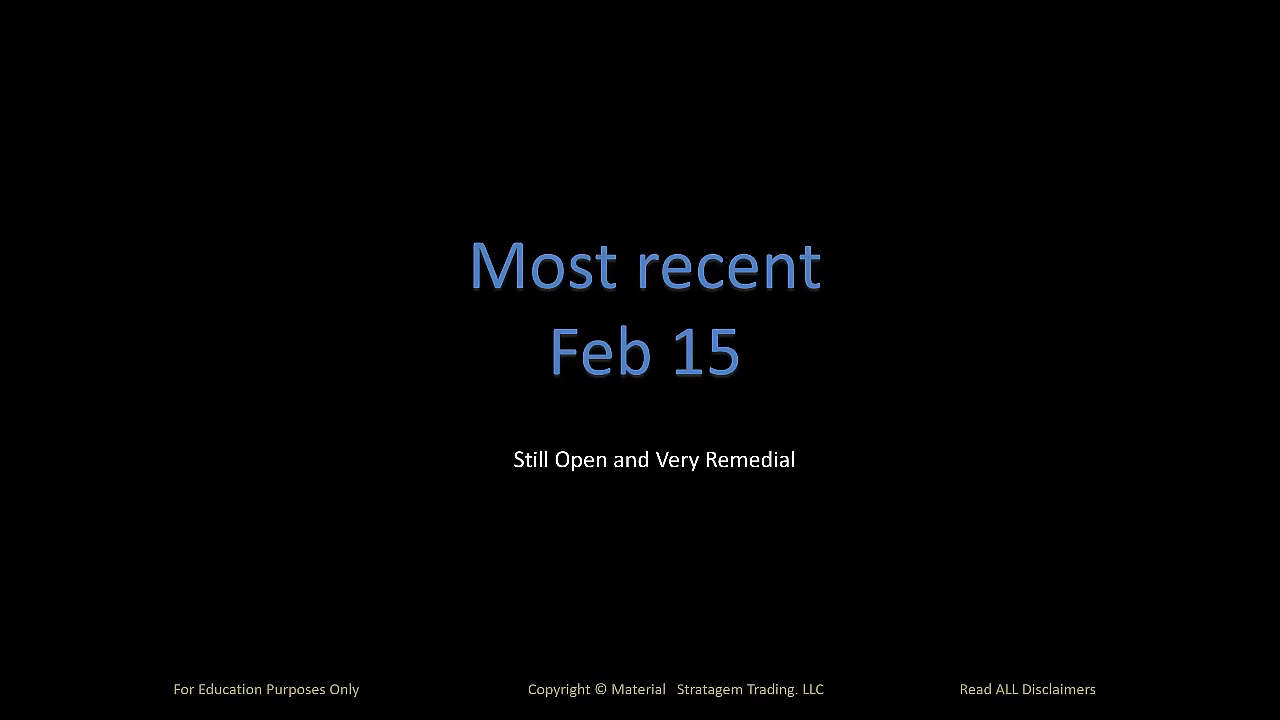 Most recent
Feb 15
Still Open and Very Remedial
For Education Purposes Only Copyright © Material Stratagem Trading. LLC Read ALL Disclaimers